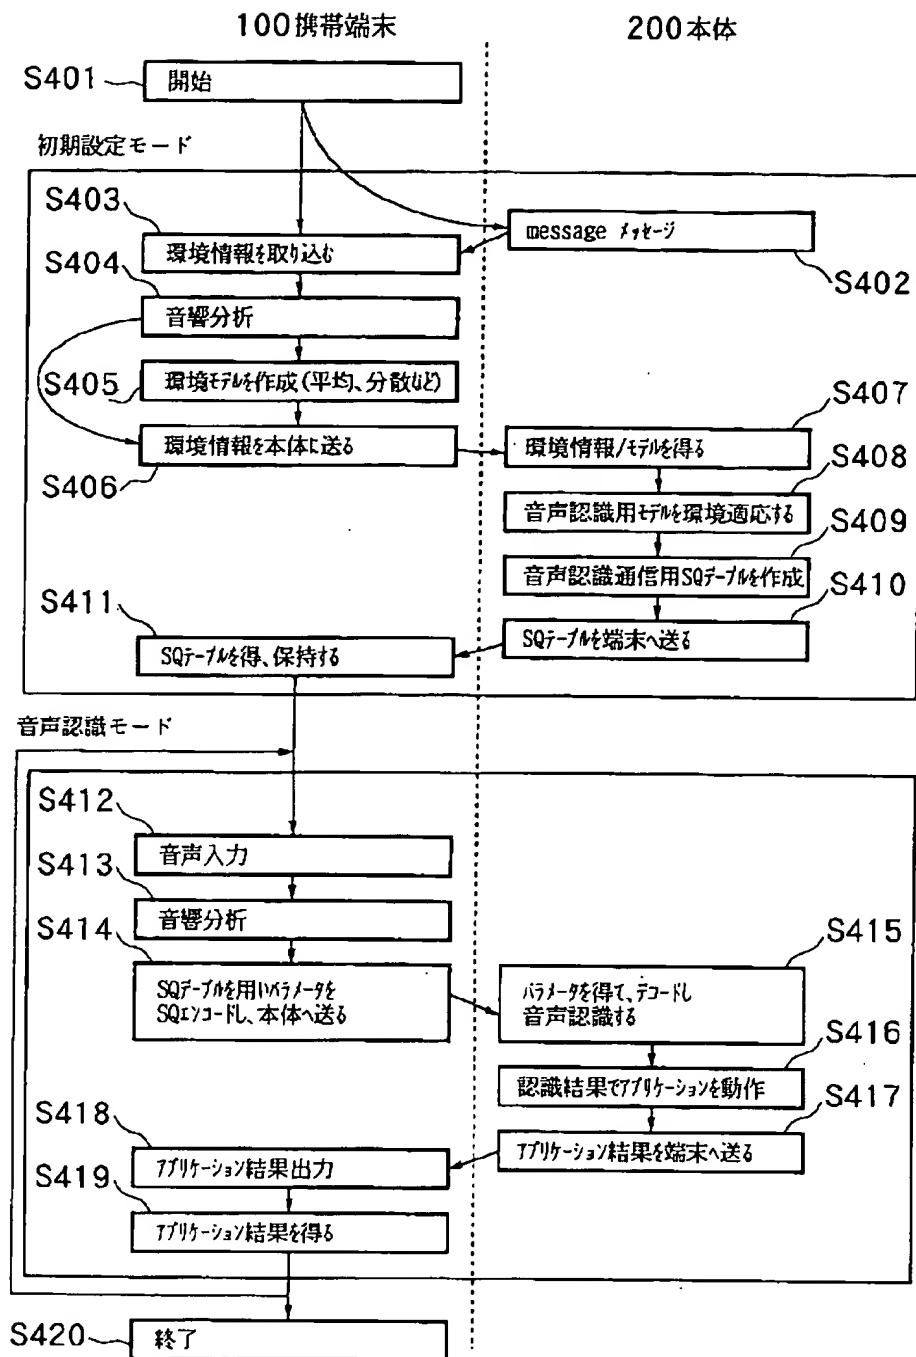 100携帯端末
200本体
S401
開始
初期設定モード
S403
環境情報を取り込む
message メッセージ
S402
S404
音響分析
S405
環境モデルを作成(平均、分散など)
S406
環境情報を本体に送る
S407
環境情報/モデルを得る
S408
音声認識用モデルを環境適応する
S409
音声認識通信用SQテーブルを作成
S410
SQテーブルを端末へ送る
S411
SQテーブルを得、保持する
音声認識モード
S412
音声入力
S413
音響分析
S414
SQテーブルを用いパラメータを
SQエンコードし、本体へ送る
S415
パラメータを得て、デコードし
音声認識する
S416
認識結果でアプリケーションを動作
S417
アプリケーション結果を端末へ送る
S418
アプリケーション結果出力
S419
アプリケーション結果を得る
S420
終了